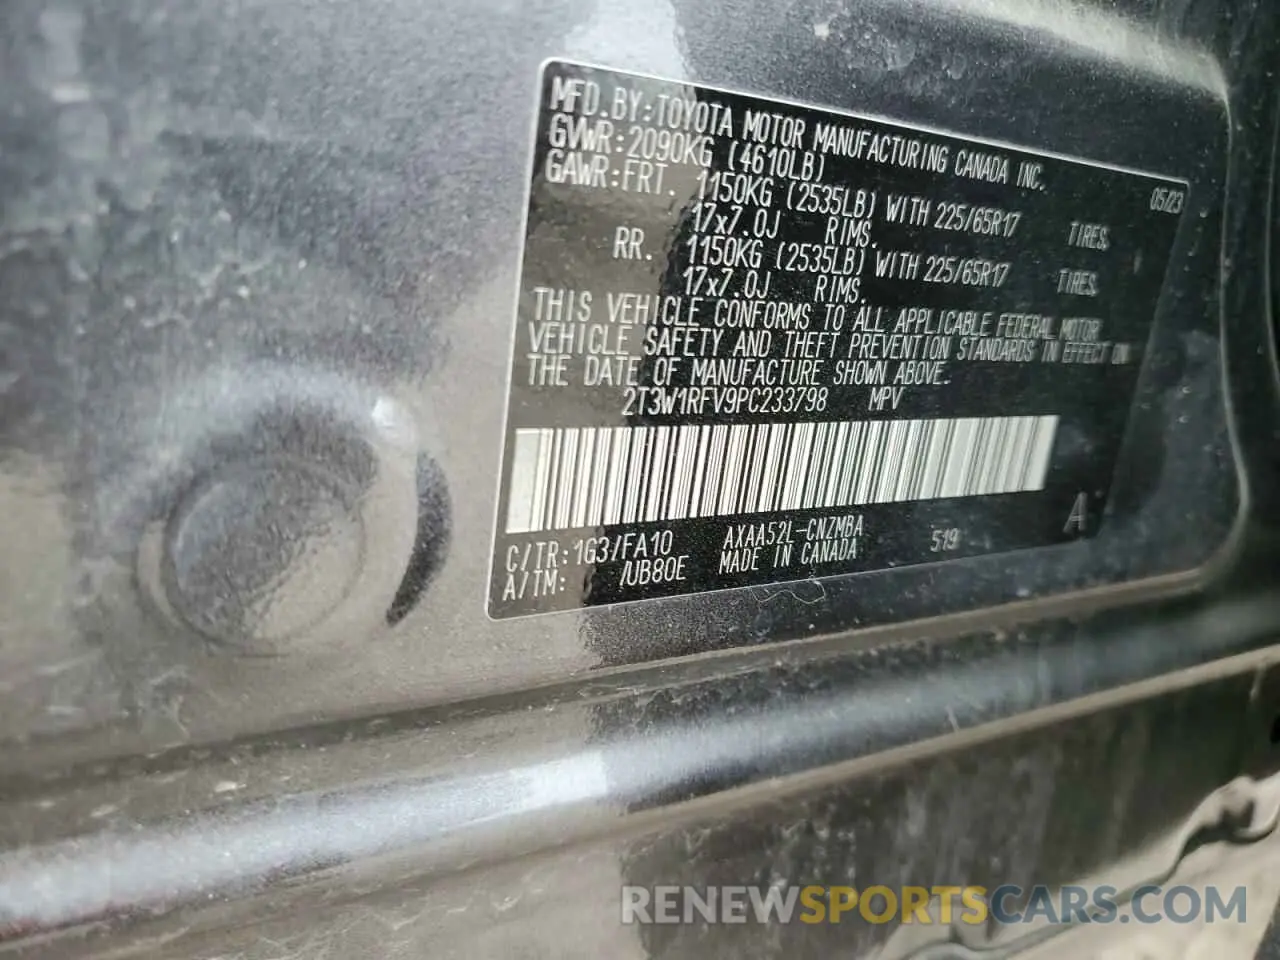 MFD.BY:TOYOTA MOTOR MANUFACTURING CANADA INC. 05/23
GVWR:2090KG (4610LB)
GAWR:FRT. 1150KG (2535LB) WITH 225/65R17 TIRES,
17x7.0J RIMS.
RR. 1150KG (2535LB) WITH 225/65R17 TIRES,
17x7.0J RIMS.
THIS VEHICLE CONFORMS TO ALL APPLICABLE FEDERAL MOTOR
VEHICLE SAFETY AND THEFT PREVENTION STANDARDS IN EFFECT ON
THE DATE OF MANUFACTURE SHOWN ABOVE.
2T3W1RFV9PC233798 MPV
A
C/TR:1G3/FA10 AXAA52L-CNZMBA 519
A/TM: /UB80E MADE IN CANADA
RENEWSPORTSCARS.COM